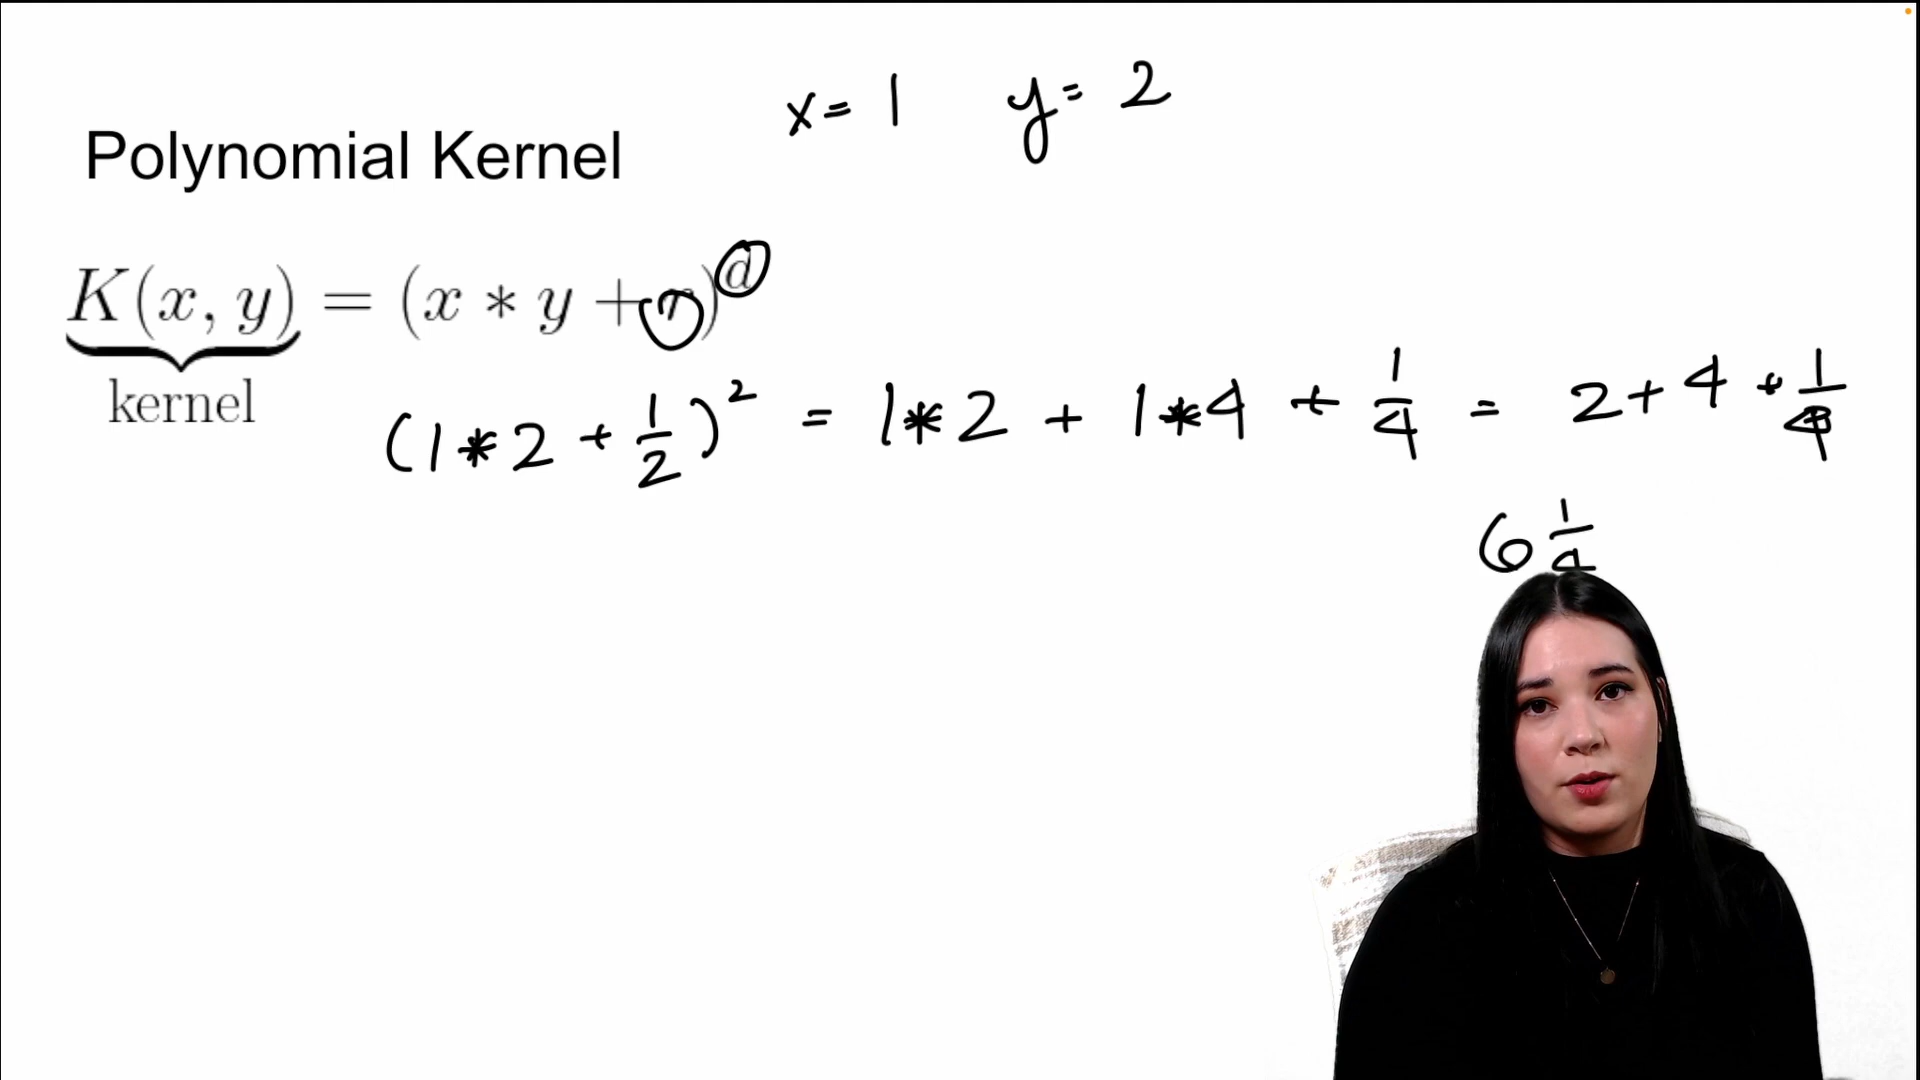 x = 1 y = 2
Polynomial Kernel
K(x, y) = (x * y + r)^d
kernel
(1 * 2 + 1/2)^2 = 1 * 2 + 1 * 4 + 1/4 = 2 + 4 + 1/4
6 1/4